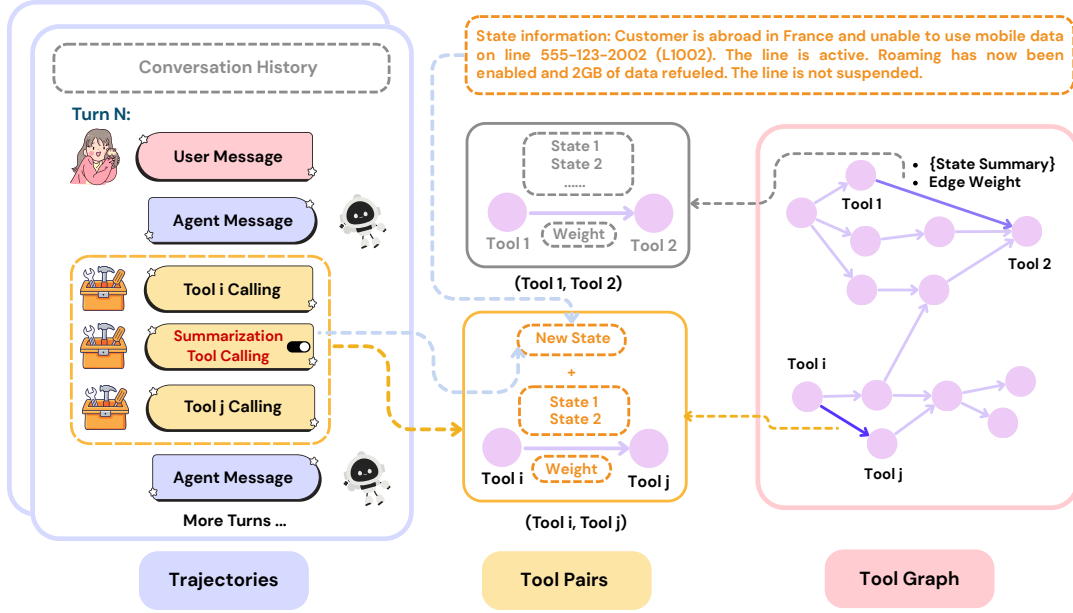 Conversation History
Turn N:
User Message
Agent Message
Tool i Calling
Summarization
Tool Calling
Tool j Calling
Agent Message
More Turns ...
Trajectories
State information: Customer is abroad in France and unable to use mobile data
on line 555-123-2002 (L1002). The line is active. Roaming has now been
enabled and 2GB of data refueled. The line is not suspended.
State 1
State 2
......
Tool 1
Weight
Tool 2
(Tool 1, Tool 2)
New State
+
State 1
State 2
Tool i
Weight
Tool j
(Tool i, Tool j)
Tool Pairs
• {State Summary}
• Edge Weight
Tool 1
Tool 2
Tool i
Tool j
Tool Graph